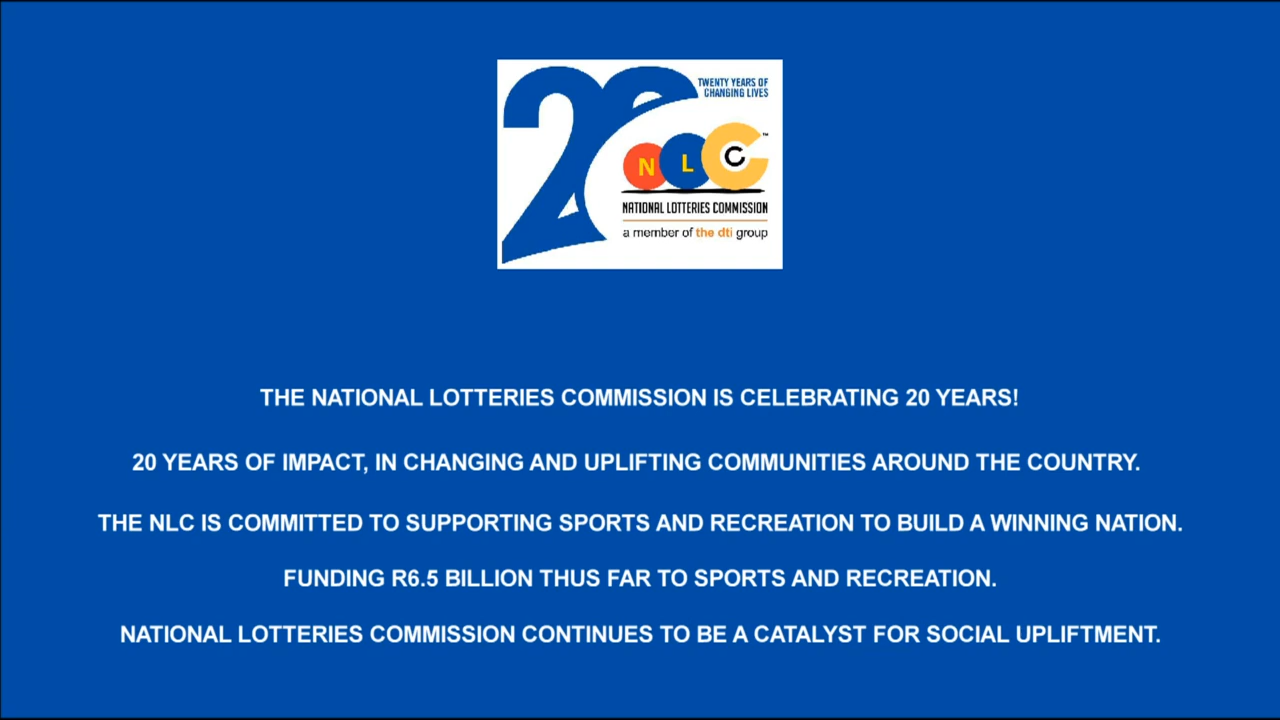 20
TWENTY YEARS OF
CHANGING LIVES
N L C
™
NATIONAL LOTTERIES COMMISSION
a member of the dti group
THE NATIONAL LOTTERIES COMMISSION IS CELEBRATING 20 YEARS!
20 YEARS OF IMPACT, IN CHANGING AND UPLIFTING COMMUNITIES AROUND THE COUNTRY.
THE NLC IS COMMITTED TO SUPPORTING SPORTS AND RECREATION TO BUILD A WINNING NATION.
FUNDING R6.5 BILLION THUS FAR TO SPORTS AND RECREATION.
NATIONAL LOTTERIES COMMISSION CONTINUES TO BE A CATALYST FOR SOCIAL UPLIFTMENT.